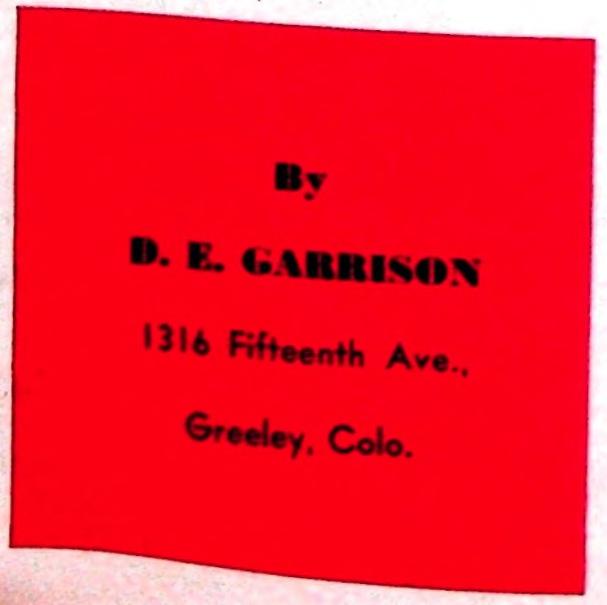 By
D. E. GARRISON
1316 Fifteenth Ave.,
Greeley, Colo.